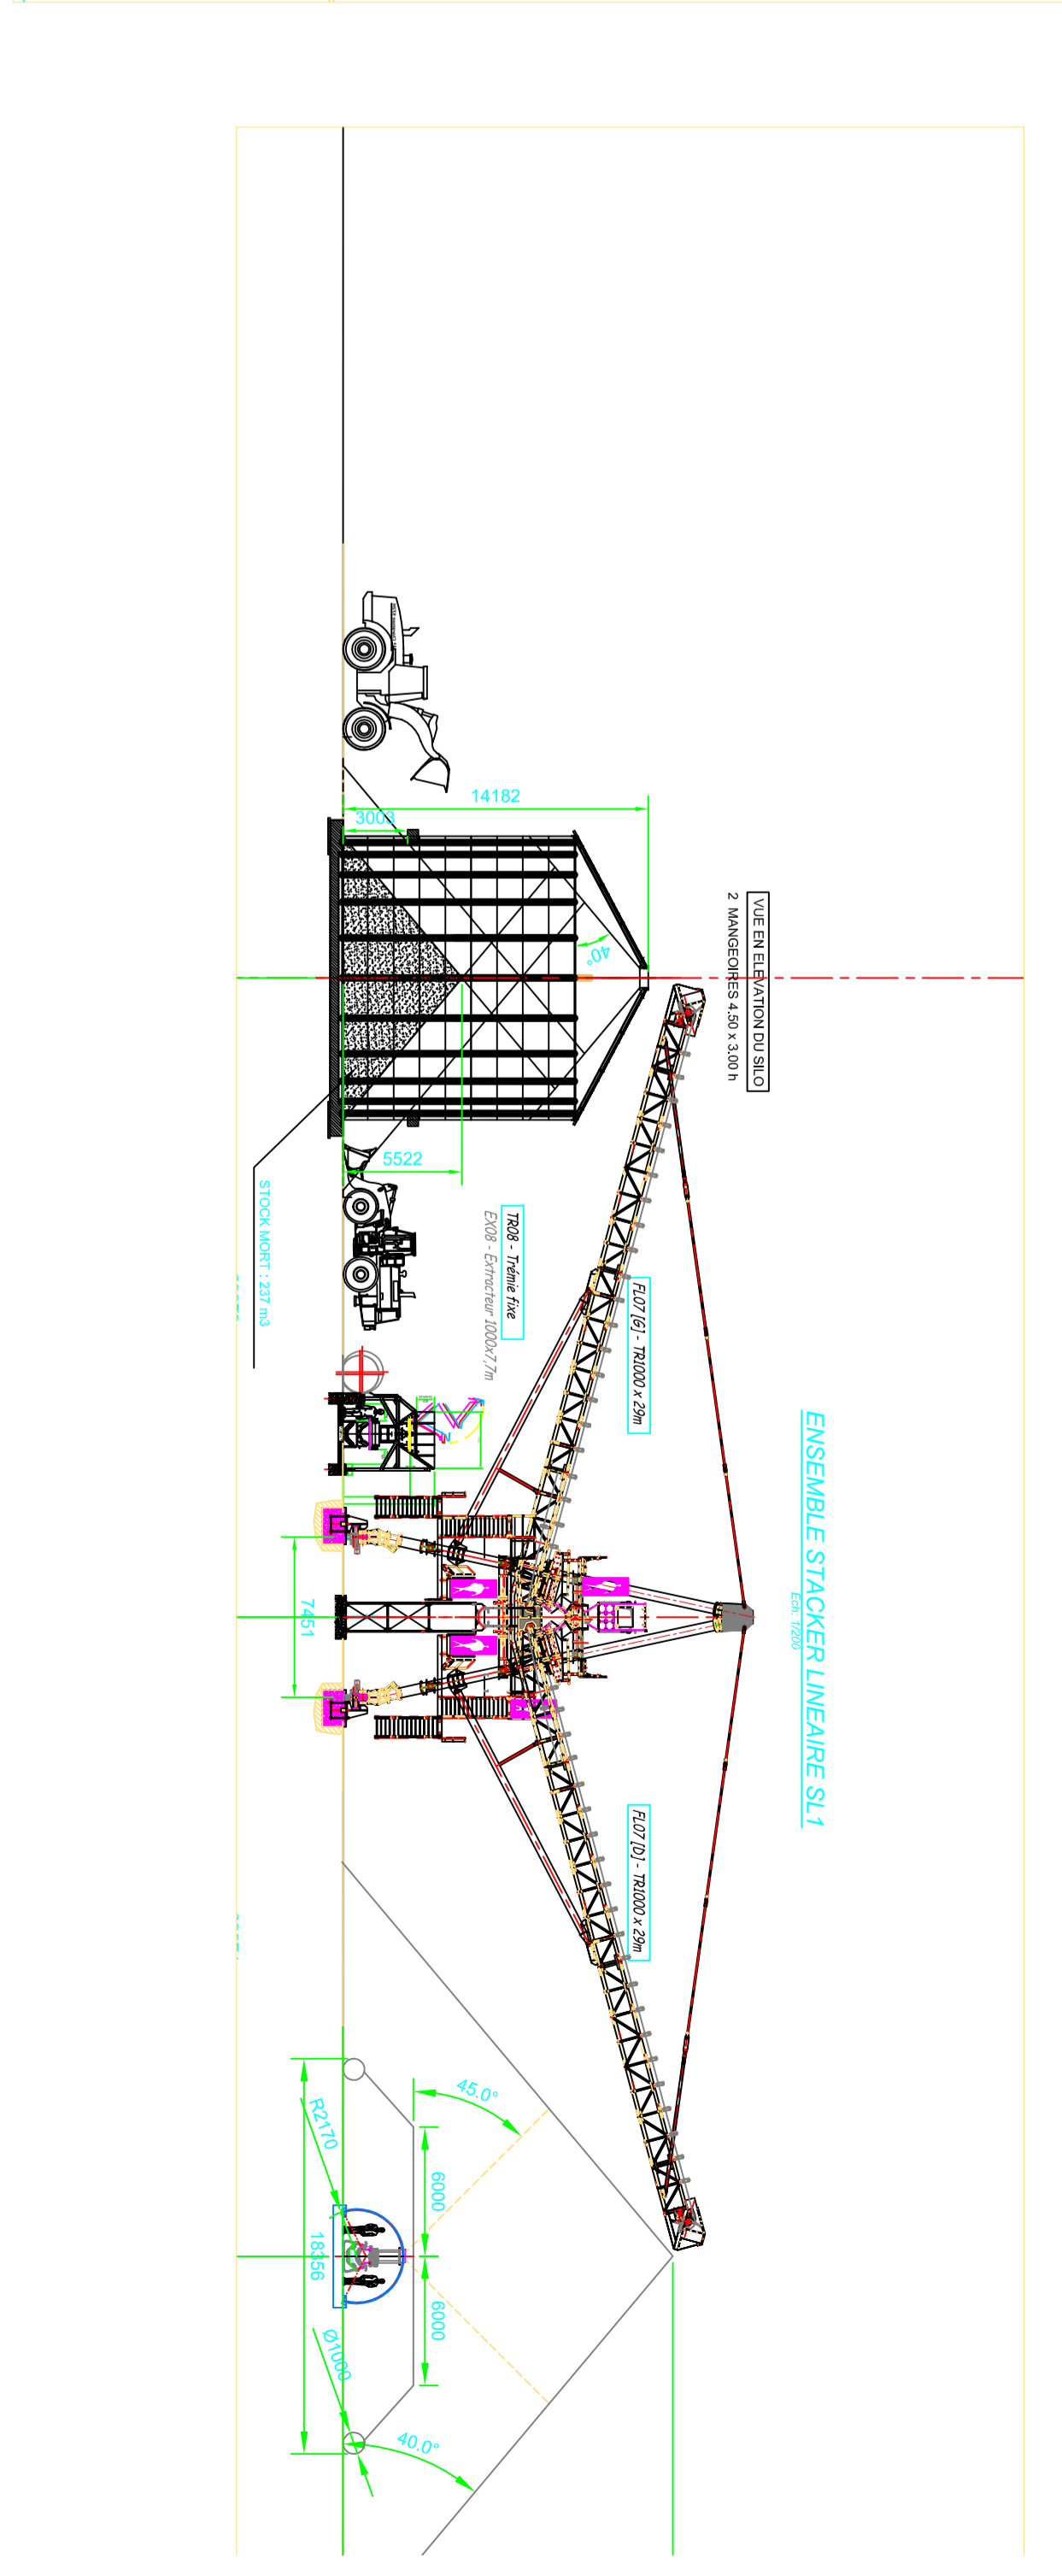 ENSEMBLE STACKER LINEAIRE SL1
Ech: 1/200
VUE EN ELEVATION DU SILO
2 MANGEOIRES 4.50 x 3.00 h
14182
3003
40°
5522
STOCK MORT : 237 m3
TR08 - Trémie fixe
EX08 - Extracteur 1000x7,7m
FL07 [G] - TR1000 x 29m
7451
FL07 [D] - TR1000 x 29m
45.0°
6000
6000
R2170
18356
Ø1000
40.0°